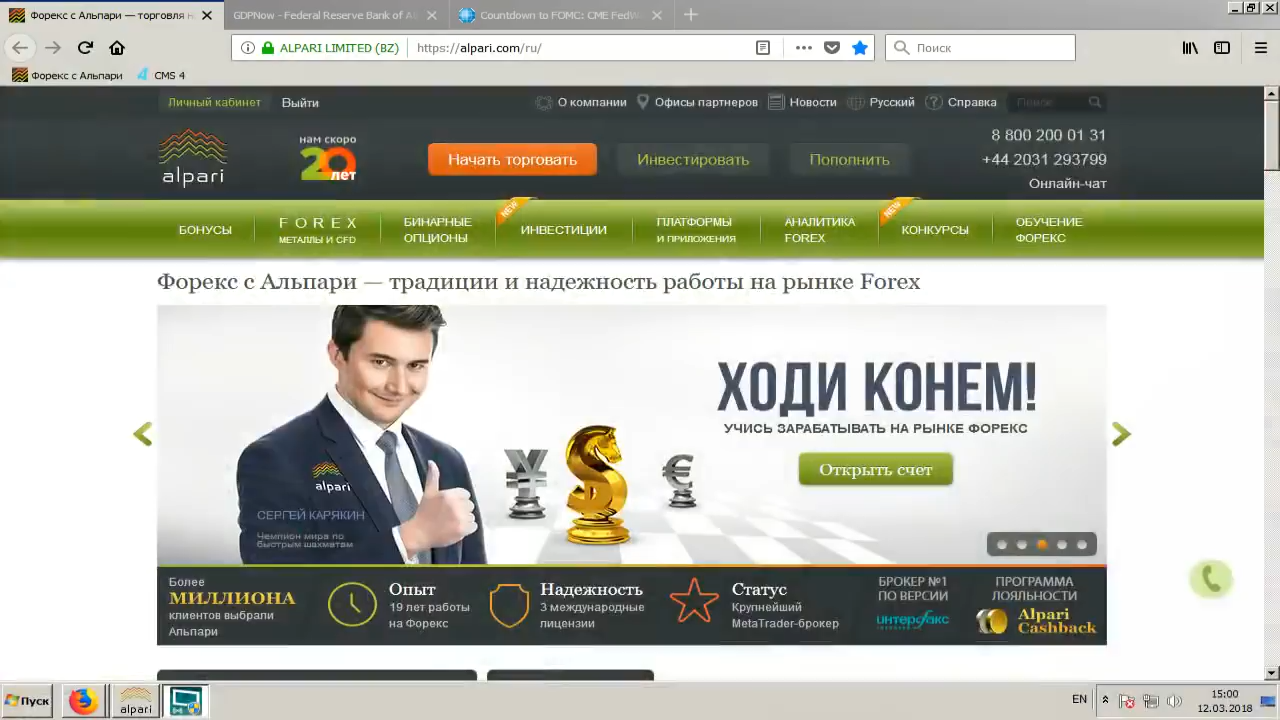 Форекс с Альпари — торговля н
GDPNow - Federal Reserve Bank of
Countdown to FOMC: CME FedW
ALPARI LIMITED (BZ)
https://alpari.com/ru/
Поиск
Форекс с Альпари
CMS 4
Личный кабинет
Выйти
О компании
Офисы партнеров
Новости
Русский
Справка
Поиск
alpari
нам скоро
20
лет
Начать торговать
Инвестировать
Пополнить
8 800 200 01 31
+44 2031 293799
Онлайн-чат
БОНУСЫ
FOREX
МЕТАЛЛЫ И CFD
БИНАРНЫЕ
ОПЦИОНЫ
NEW
ИНВЕСТИЦИИ
ПЛАТФОРМЫ
И ПРИЛОЖЕНИЯ
АНАЛИТИКА
FOREX
NEW
КОНКУРСЫ
ОБУЧЕНИЕ
ФОРЕКС
Форекс с Альпари — традиции и надежность работы на рынке Forex
ХОДИ КОНЕМ!
УЧИСЬ ЗАРАБАТЫВАТЬ НА РЫНКЕ ФОРЕКС
Открыть счет
alpari
СЕРГЕЙ КАРЯКИН
Чемпион мира по
быстрым шахматам
Более
МИЛЛИОНА
клиентов выбрали
Альпари
Опыт
19 лет работы
на Форекс
Надежность
3 международные
лицензии
Статус
Крупнейший
MetaTrader-брокер
БРОКЕР №1
ПО ВЕРСИИ
интерфакс
ПРОГРАММА
ЛОЯЛЬНОСТИ
Alpari
Cashback
Пуск
alpari
EN
15:00
12.03.2018